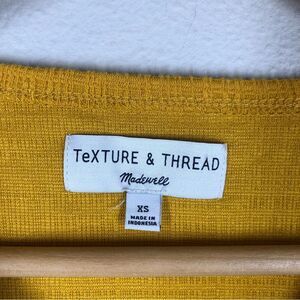 TeXTURE & THREAD
Madewell
XS
MADE IN
INDONESIA